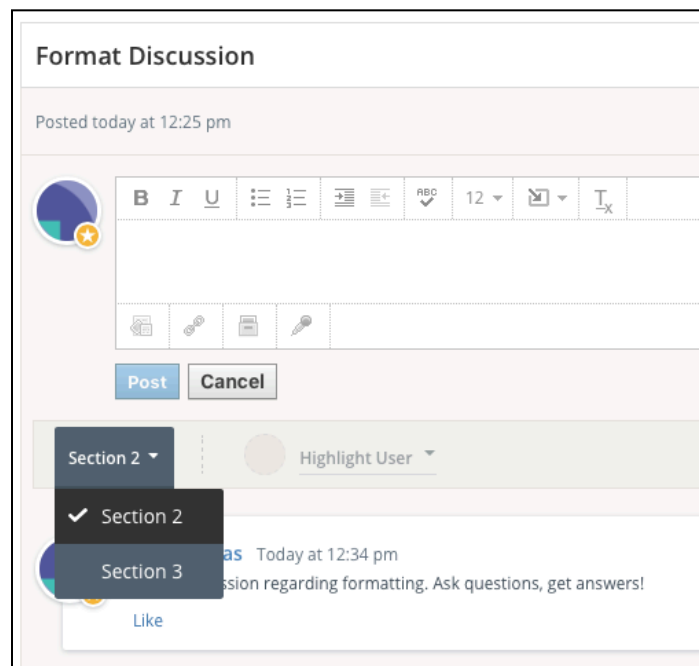 Format Discussion
Posted today at 12:25 pm
B I U ABC 12 Tx
Post Cancel
Section 2 Highlight User
Section 2
as Today at 12:34 pm
Section 3
ssion regarding formatting. Ask questions, get answers!
Like